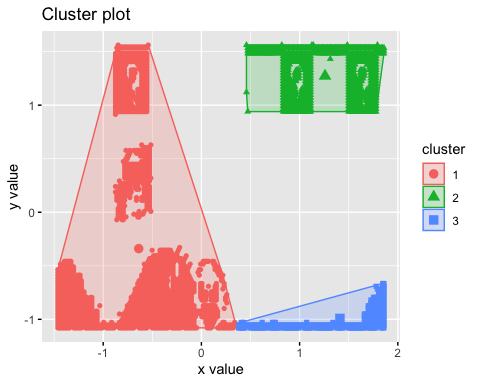 Cluster plot
y value
1
0
-1
-1
0
1
2
x value
cluster
1
2
3